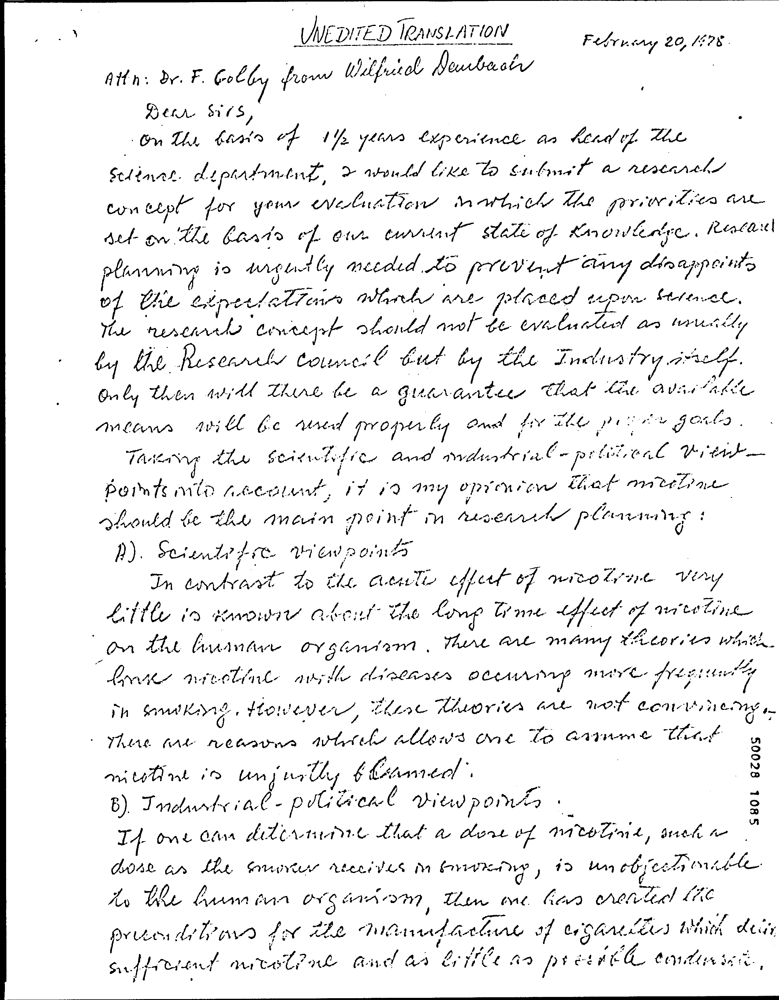 UNEDITED TRANSLATION
February 20, 1978.
Attn: Dr. F. Colby from Wilfried Dembach
Dear Sirs,
on the basis of 1½ years experience as head of the
science department, I would like to submit a research
concept for your evaluation in which the priorities are
set on the basis of our current state of knowledge. Research
planning is urgently needed to prevent any disappoints
of the expectations which are placed upon science.
The research concept should not be evaluated as usually
by the Research council but by the Industry itself.
Only then will there be a guarantee that the available
means will be used properly and for the goals.
Taking the scientific and industrial-political view-
points into account, it is my opionion that nicotine
should be the main point in research planning:
A). Scientific viewpoints
In contrast to the acute effect of nicotine very
little is known about the long time effect of nicotine
on the human organism. There are many theories which
link nicotine with diseases occuring more frequently
in smoking. However, these theories are not convincing.
There are reasons which allows one to assume that
nicotine is unjustly blamed.
B). Industrial-political viewpoints.
If one can determine that a dose of nicotine, such a
dose as the smoker receives in smoking, is unobjectionable
to the human organism, then one has created the
preconditions for the manufacture of cigarettes which
sufficient nicotine and as little as possible condensate.
50028 1085